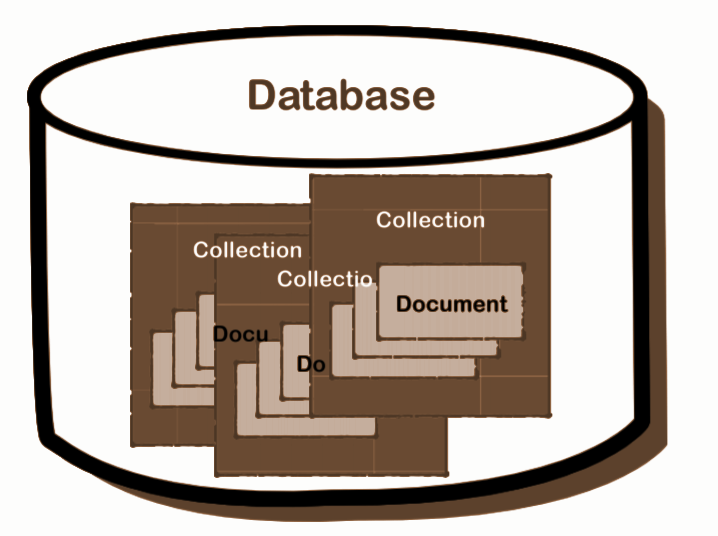 Database
Collection
Collection
Collectio
Document
Docu
Do